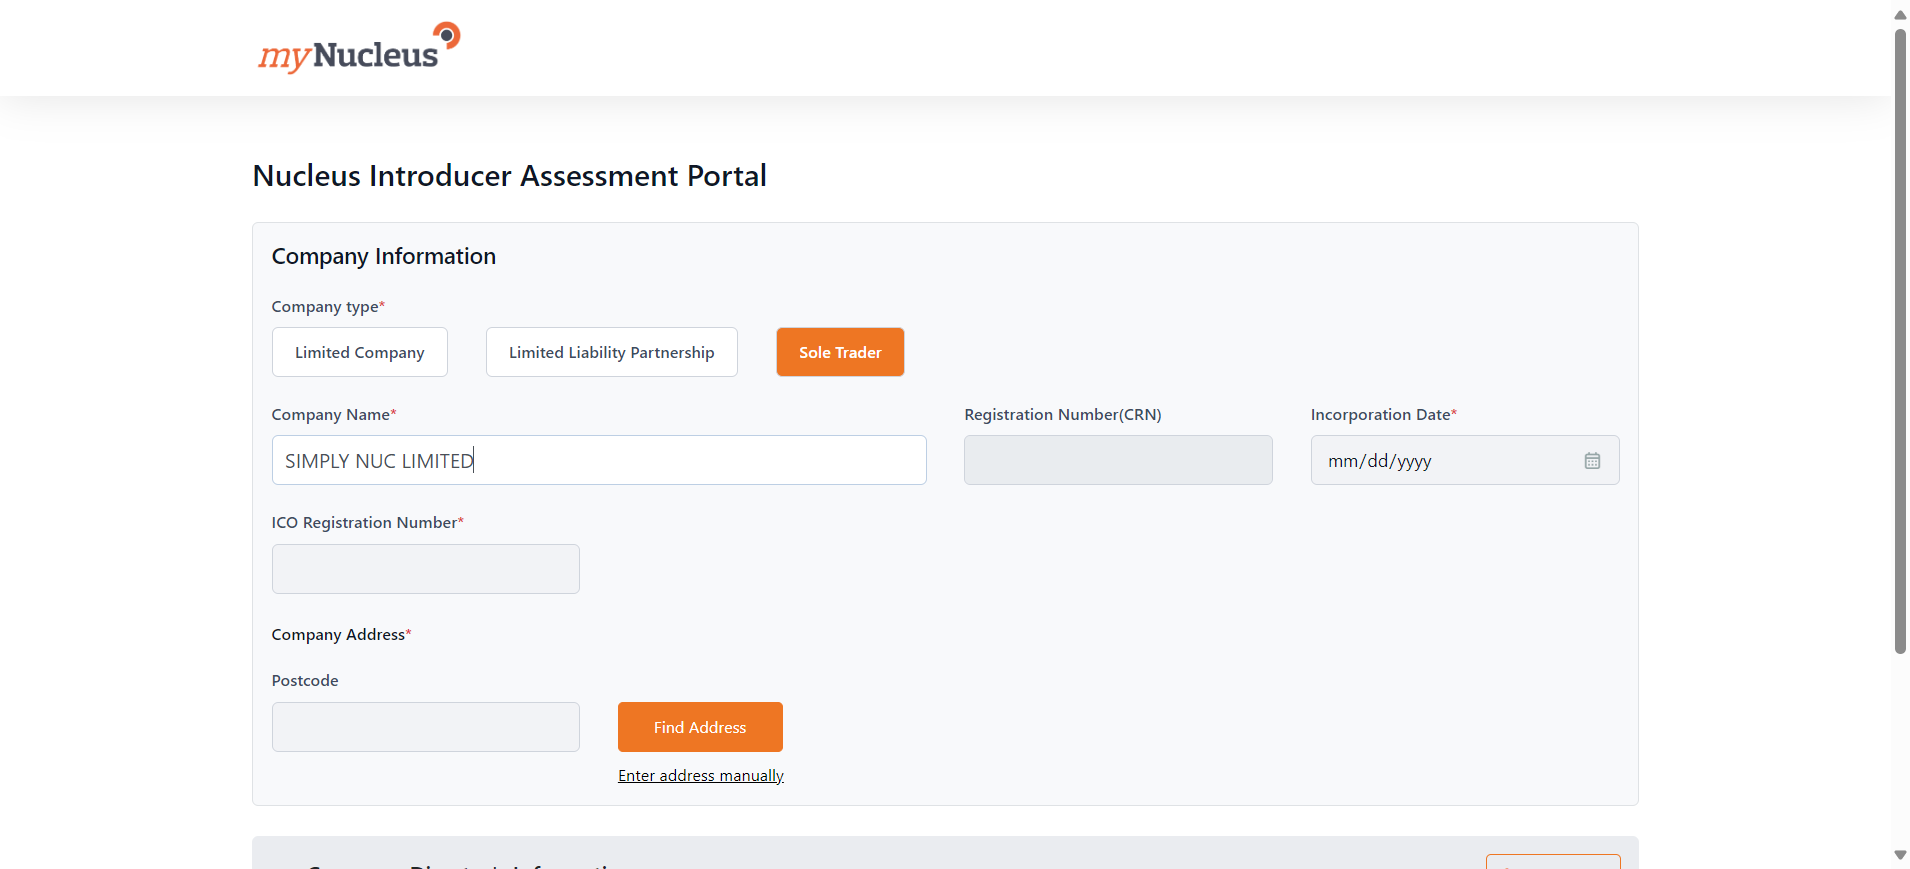 myNucleus
Nucleus Introducer Assessment Portal
Company Information
Company type*
Limited Company
Limited Liability Partnership
Sole Trader
Company Name*
Registration Number(CRN)
Incorporation Date*
SIMPLY NUC LIMITED
mm/dd/yyyy
ICO Registration Number*
Company Address*
Postcode
Find Address
Enter address manually